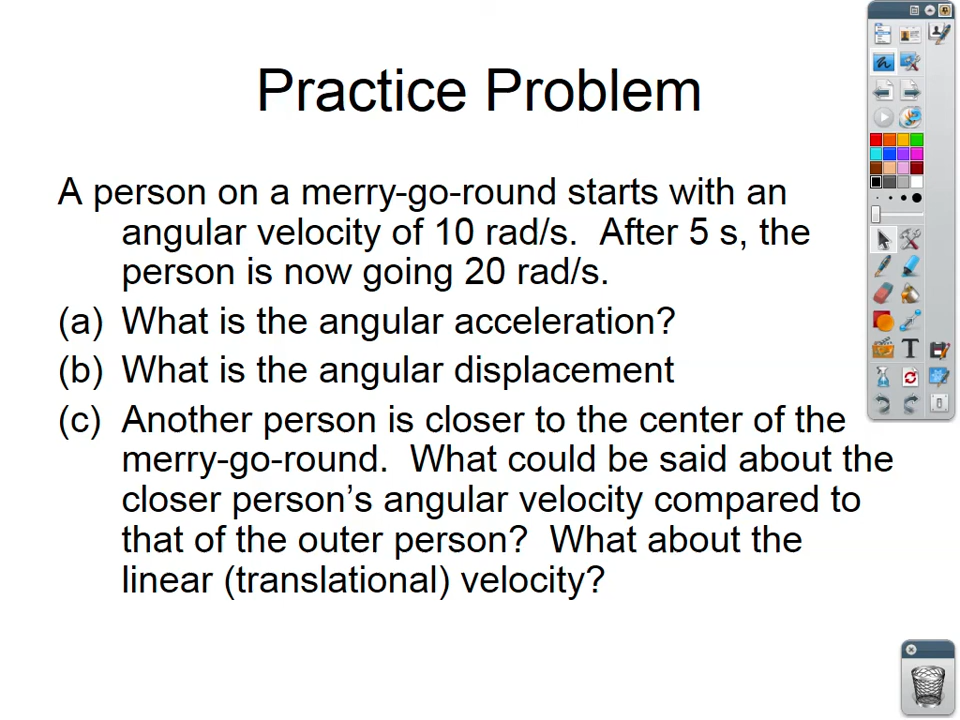 Practice Problem
A person on a merry-go-round starts with an
angular velocity of 10 rad/s.  After 5 s, the
person is now going 20 rad/s.
(a) What is the angular acceleration?
(b) What is the angular displacement
(c) Another person is closer to the center of the
merry-go-round.  What could be said about the
closer person’s angular velocity compared to
that of the outer person?  What about the
linear (translational) velocity?
T